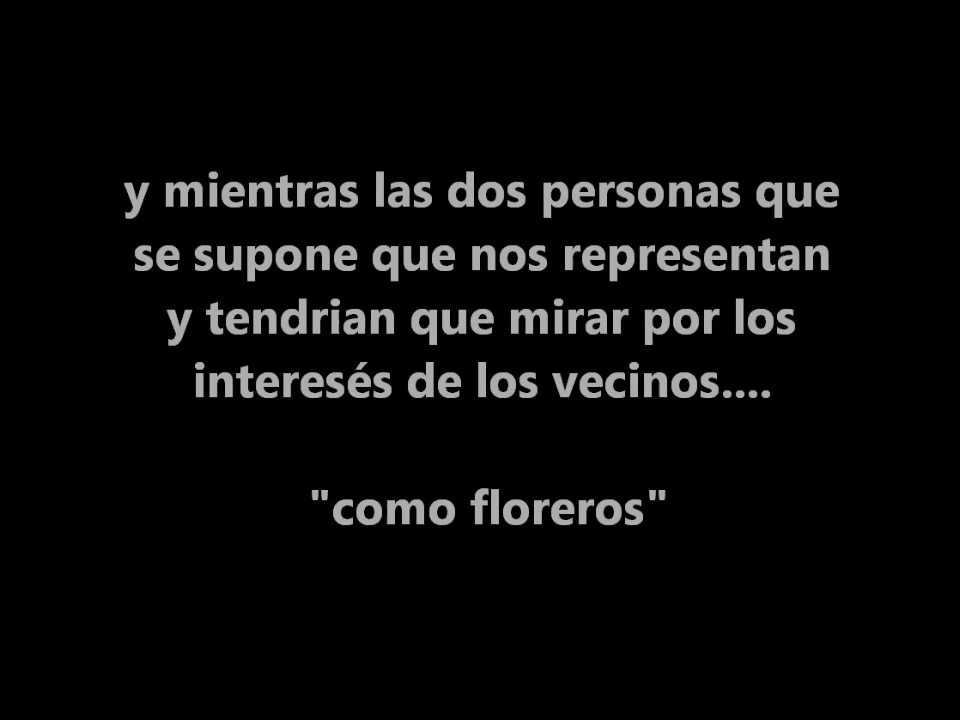 y mientras las dos personas que
se supone que nos representan
y tendrian que mirar por los
interesés de los vecinos....
"como floreros"